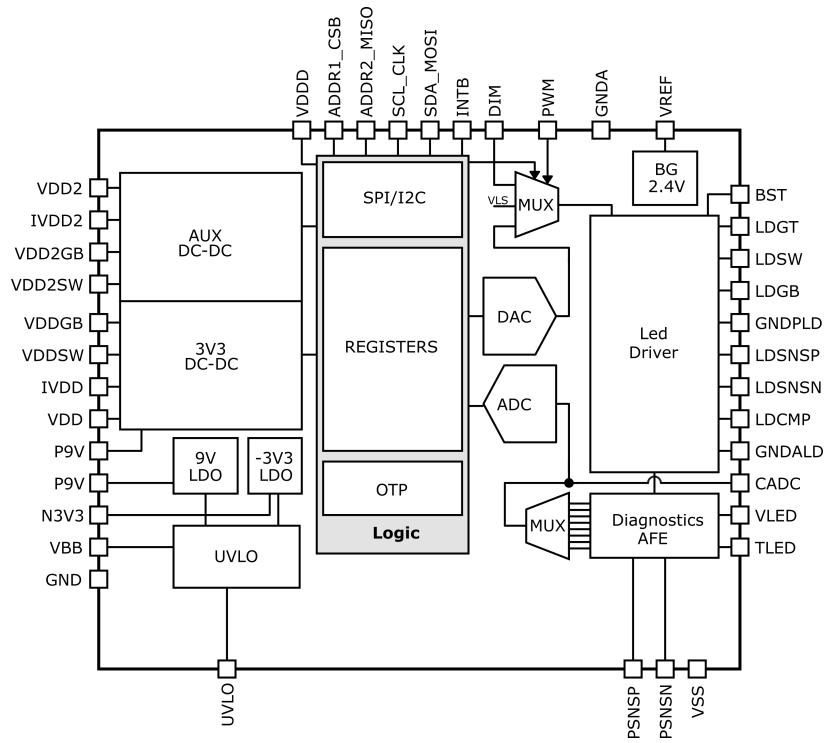 VDDD
ADDR1_CSB
ADDR2_MISO
SCL_CLK
SDA_MOSI
INTB
DIM
PWM
GNDA
VREF
VDD2
IVDD2
VDD2GB
VDD2SW
VDDGB
VDDSW
IVDD
VDD
P9V
P9V
N3V3
VBB
GND
AUX
DC-DC
3V3
DC-DC
9V
LDO
-3V3
LDO
UVLO
SPI/I2C
REGISTERS
OTP
Logic
VLS
MUX
DAC
ADC
MUX
BG
2.4V
Led
Driver
Diagnostics
AFE
BST
LDGT
LDSW
LDGB
GNDPLD
LDSNSP
LDSNSN
LDCMP
GNDALD
CADC
VLED
TLED
UVLO
PSNSP
PSNSN
VSS